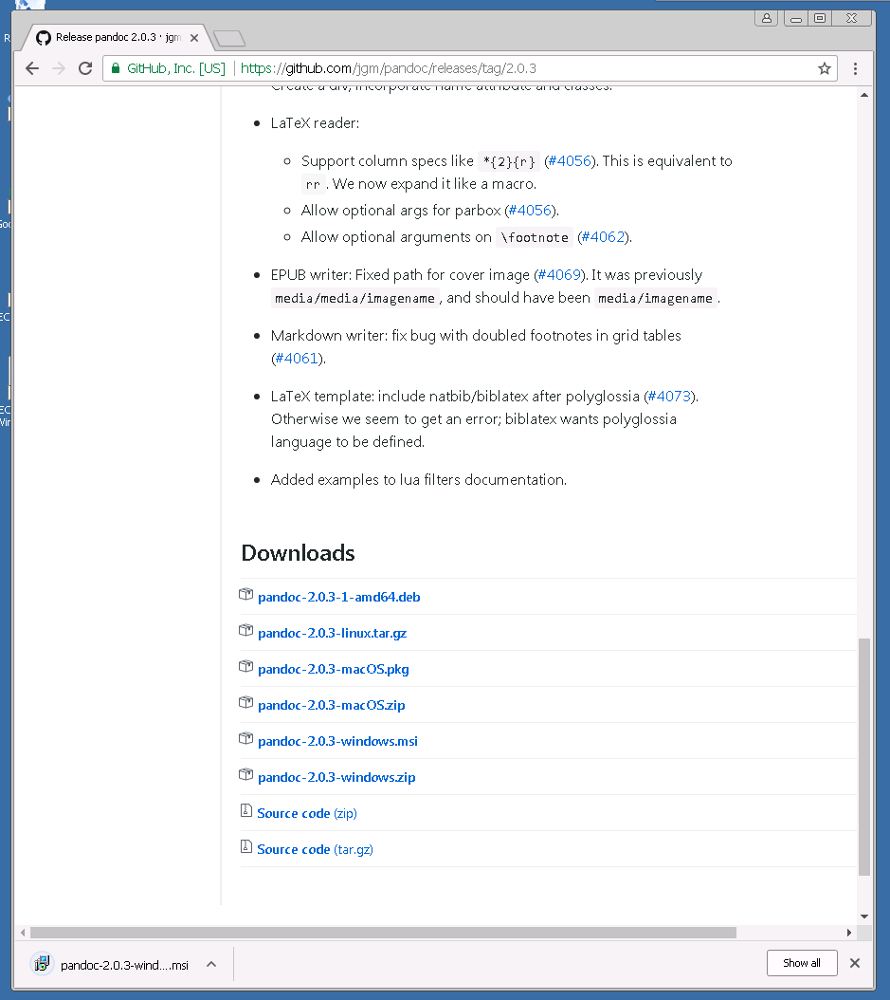 Release pandoc 2.0.3 · jgm
GitHub, Inc. [US] https://github.com/jgm/pandoc/releases/tag/2.0.3
Create a div, incorporate name attribute and classes.
LaTeX reader:
Support column specs like *{2}{r} (#4056). This is equivalent to
rr . We now expand it like a macro.
Allow optional args for parbox (#4056).
Allow optional arguments on \footnote (#4062).
EPUB writer: Fixed path for cover image (#4069). It was previously
media/media/imagename , and should have been media/imagename .
Markdown writer: fix bug with doubled footnotes in grid tables
(#4061).
LaTeX template: include natbib/biblatex after polyglossia (#4073).
Otherwise we seem to get an error; biblatex wants polyglossia
language to be defined.
Added examples to lua filters documentation.
Downloads
pandoc-2.0.3-1-amd64.deb
pandoc-2.0.3-linux.tar.gz
pandoc-2.0.3-macOS.pkg
pandoc-2.0.3-macOS.zip
pandoc-2.0.3-windows.msi
pandoc-2.0.3-windows.zip
Source code (zip)
Source code (tar.gz)
pandoc-2.0.3-wind....msi
Show all